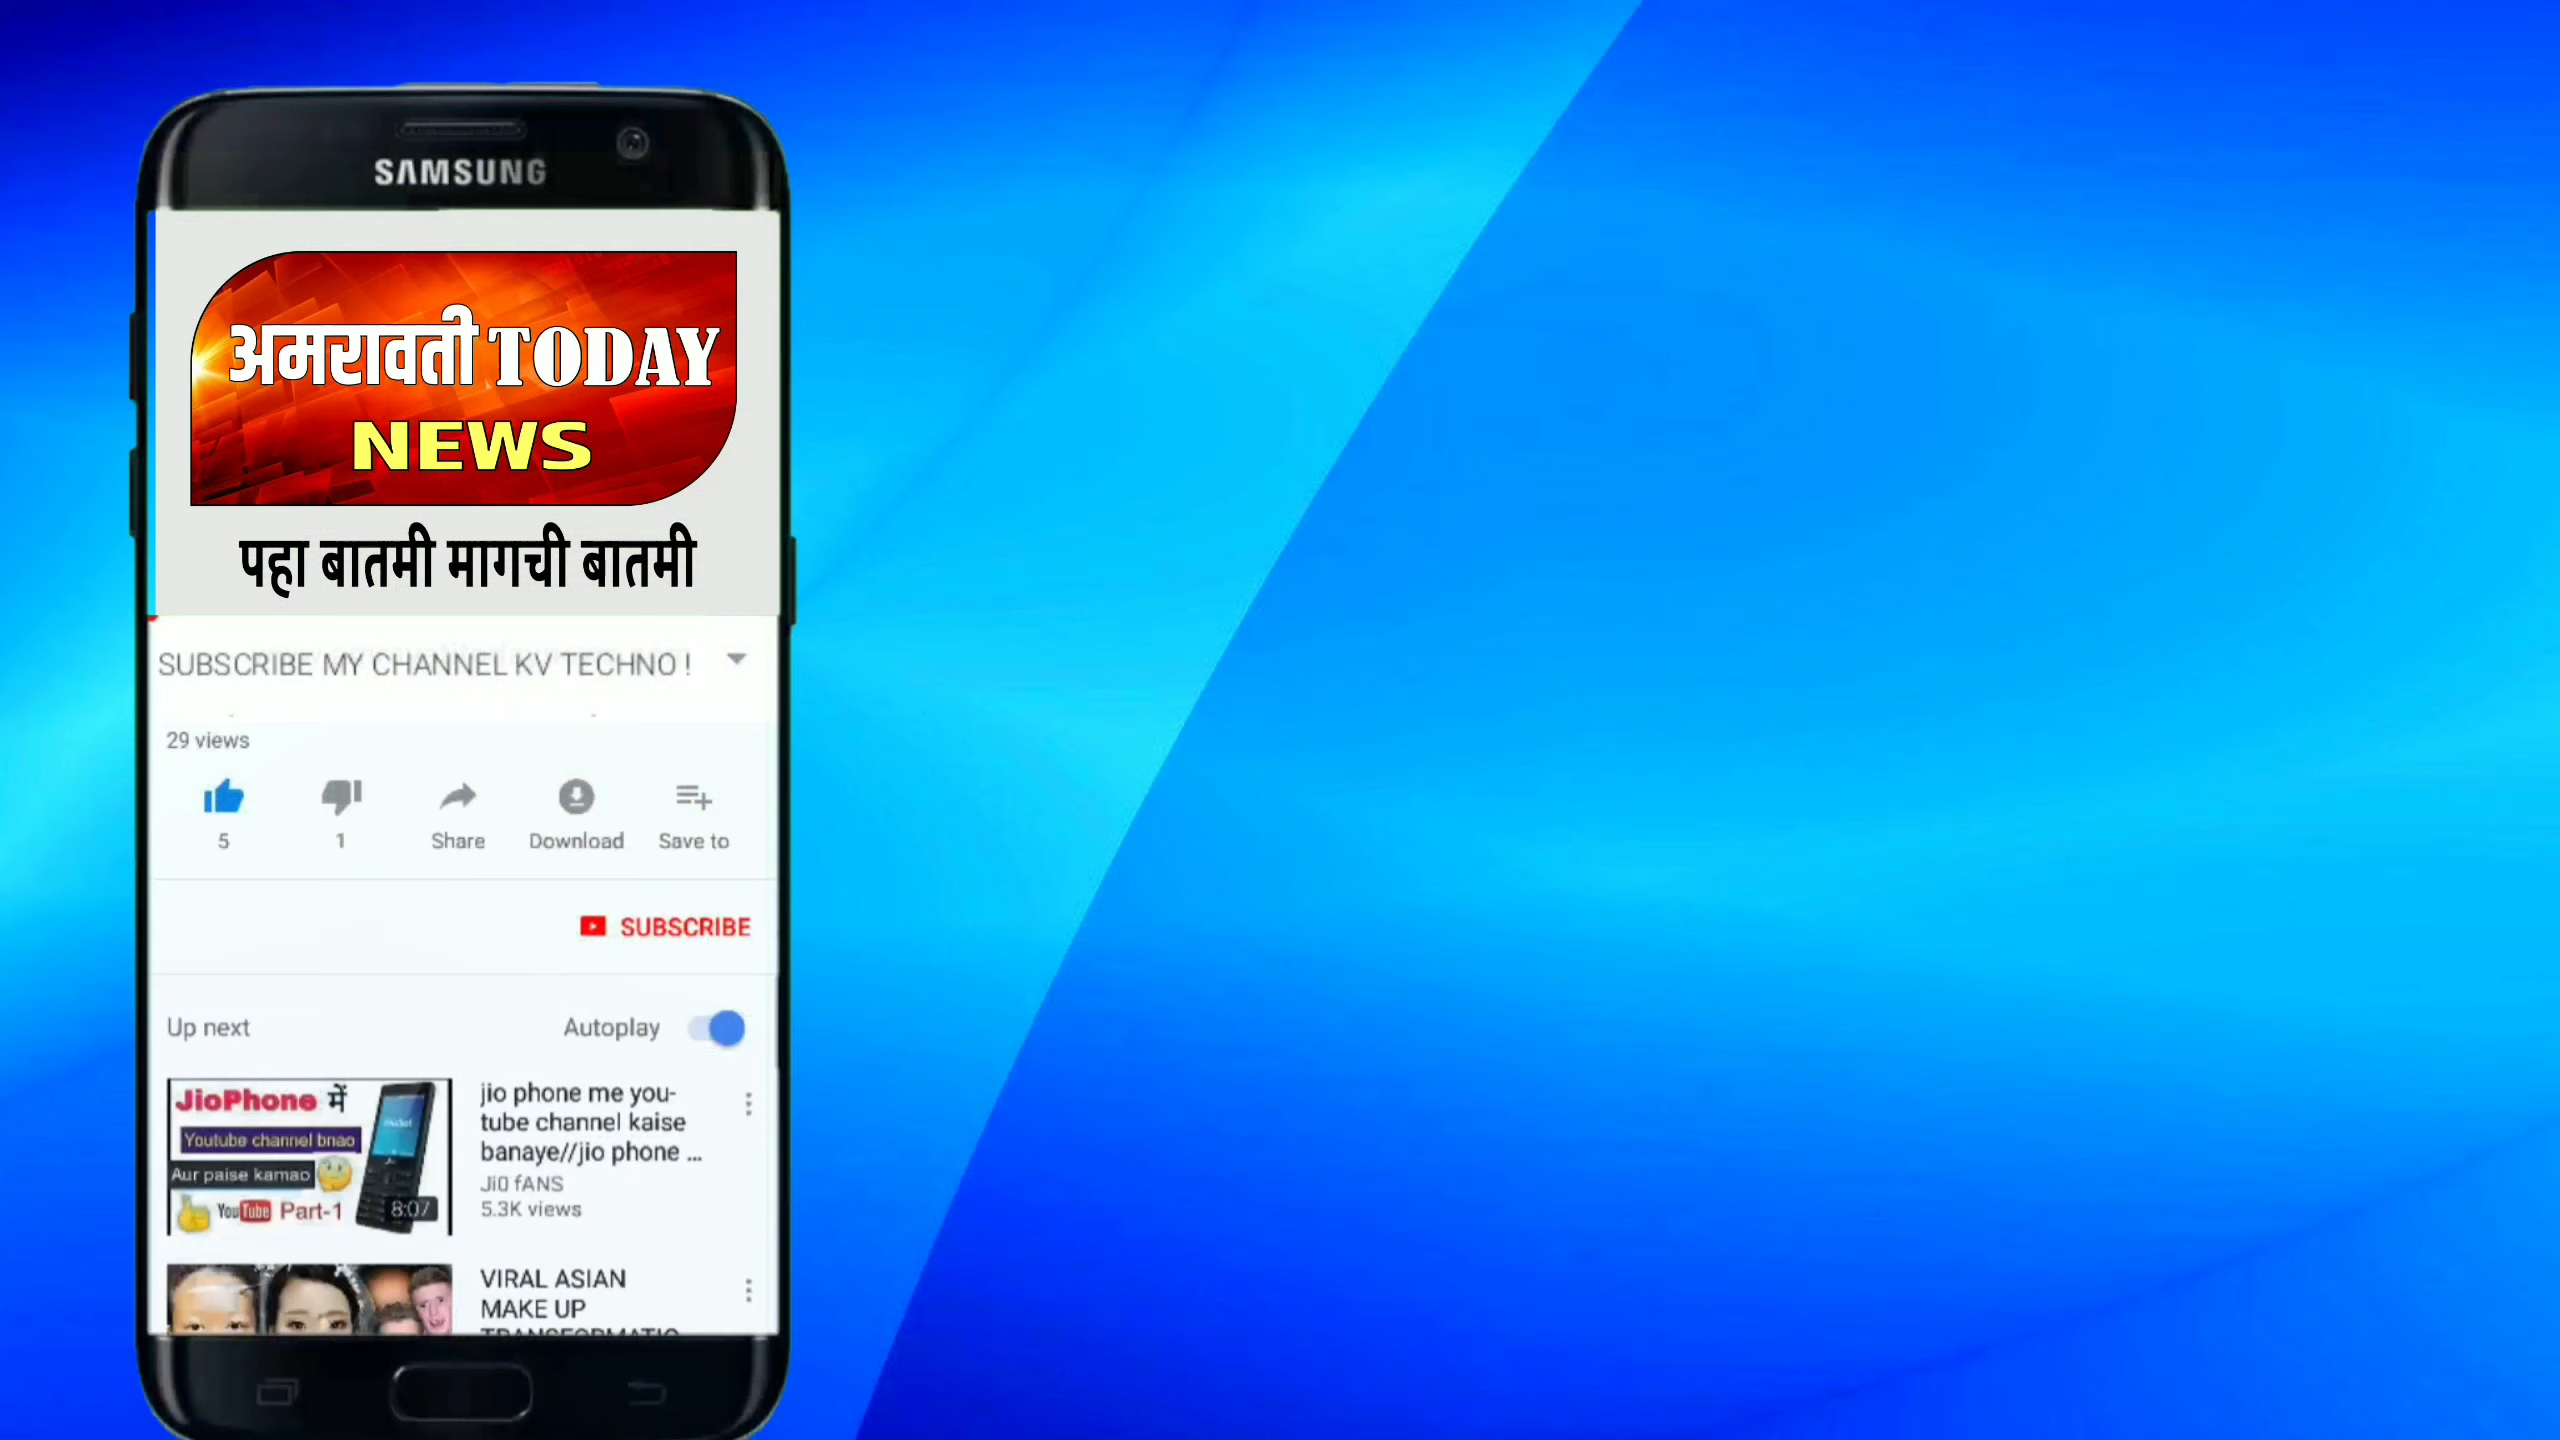 SAMSUNG
अमरावती TODAY
NEWS
पहा बातमी मागची बातमी
SUBSCRIBE MY CHANNEL KV TECHNO !
29 views
5
1
Share
Download
Save to
SUBSCRIBE
Up next
Autoplay
JioPhone में
Youtube channel bnao
Aur paise kamao
YouTube Part-1
8:07
jio phone me you-
tube channel kaise
banaye//jio phone ...
Ji0 fANS
5.3K views
VIRAL ASIAN
MAKE UP